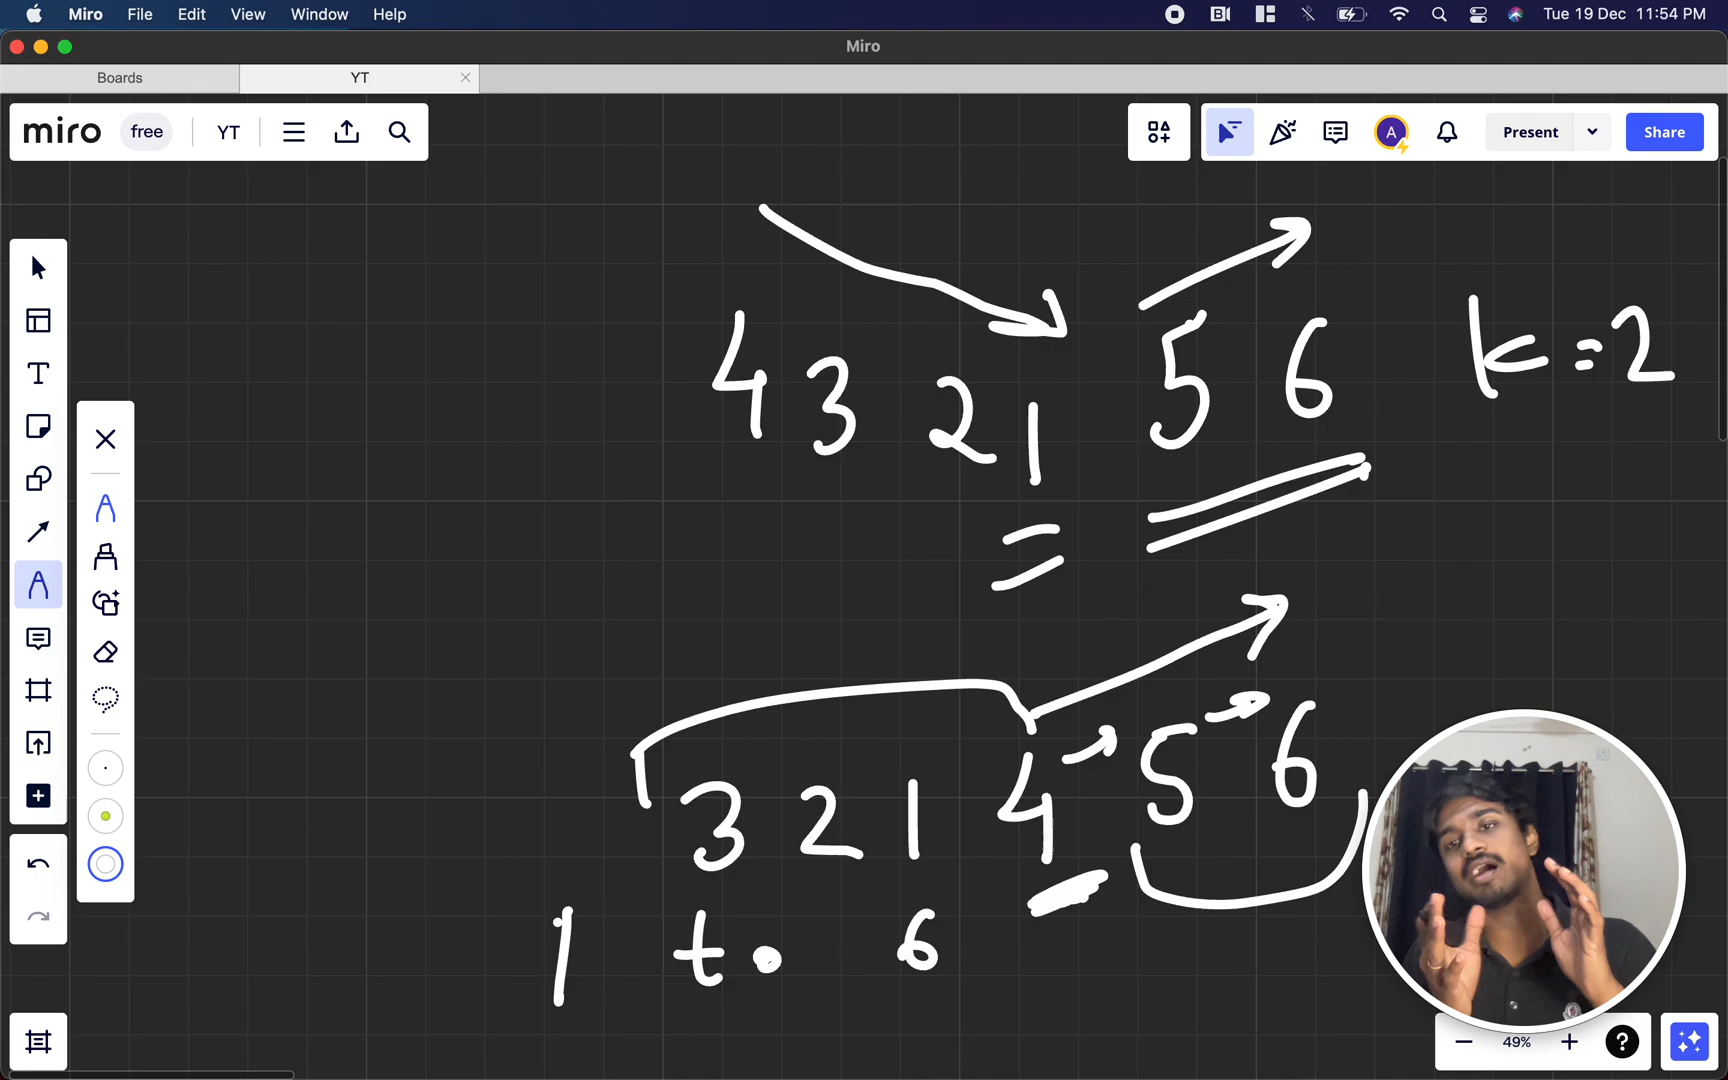 Miro File Edit View Window Help Tue 19 Dec 11:54 PM
Miro
Boards YT
miro free YT A Present Share
4 3 2 1 5 6 k=2
3 2 1 4 5 6
1 to 6
49% ?